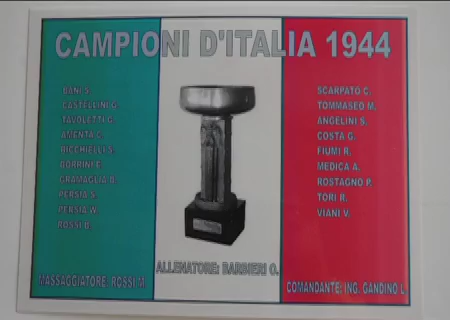 CAMPIONI D'ITALIA 1944
BANI S.
CASTELLINI G.
TAVOLETTI G.
AMENTA C.
RICCHIELLI S.
BORRINI E.
GRAMAGLIA B.
PERSIA S.
PERSIA W.
ROSSI B.
SCARPATO C.
TOMMASEO M.
ANGELINI S.
COSTA G.
FIUMI R.
MEDICA A.
ROSTAGNO P.
TORI R.
VIANI V.
ALLENATORE: BARBIERI O.
MASSAGGIATORE: ROSSI M.
COMANDANTE: ING. GANDINO L.